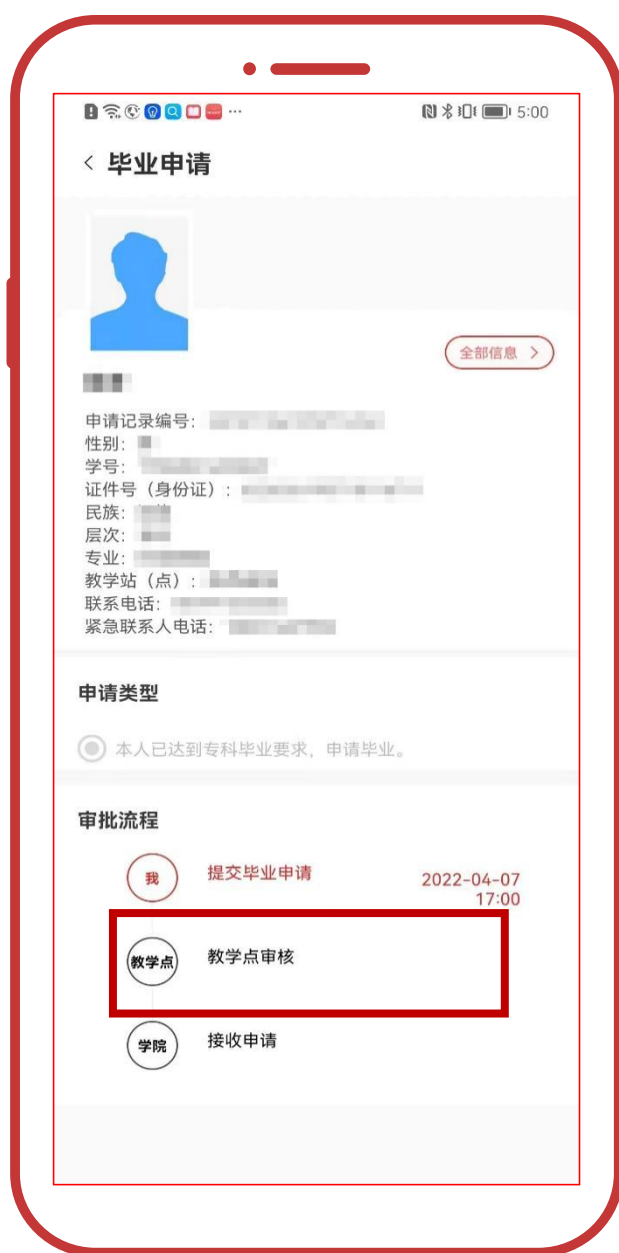 5:00
毕业申请
全部信息
申请记录编号:
性别:
学号:
证件号（身份证）:
民族:
层次:
专业:
教学站（点）:
联系电话:
紧急联系人电话:
申请类型
本人已达到专科毕业要求，申请毕业。
审批流程
我 提交毕业申请 2022-04-07
17:00
教学点 教学点审核
学院 接收申请